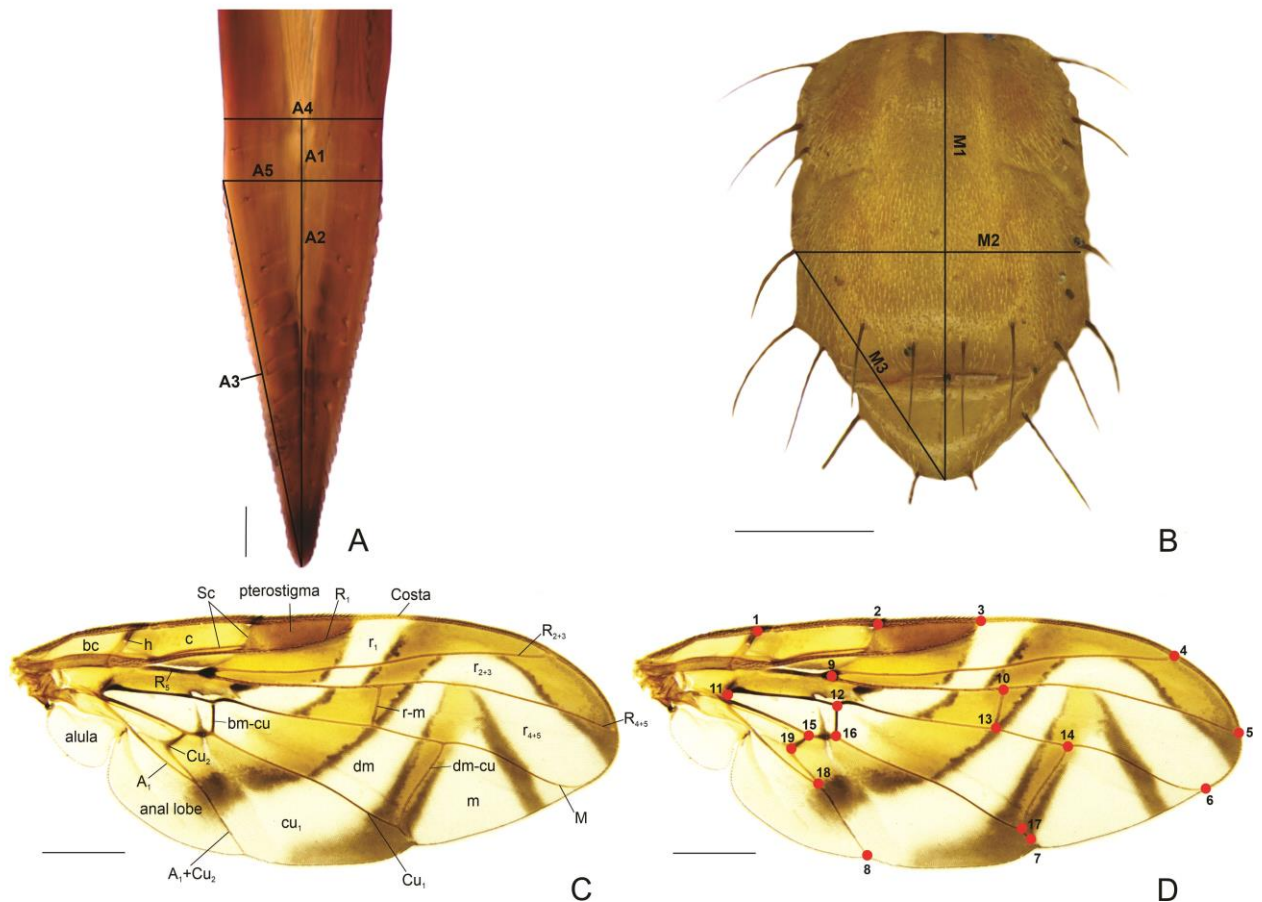 A4
A1
A5
A2
A3
A
M1
M2
M3
B
Sc
pterostigma
R₁
Costa
bc
h
c
r₁
R₂₊₃
r₂₊₃
R₅
r-m
R₄₊₅
r₄₊₅
bm-cu
alula
Cu₂
A₁
dm
dm-cu
m
anal lobe
cu₁
M
A₁+Cu₂
Cu₁
C
1
2
3
4
9
10
11
12
13
14
5
15
16
19
18
6
17
7
8
D